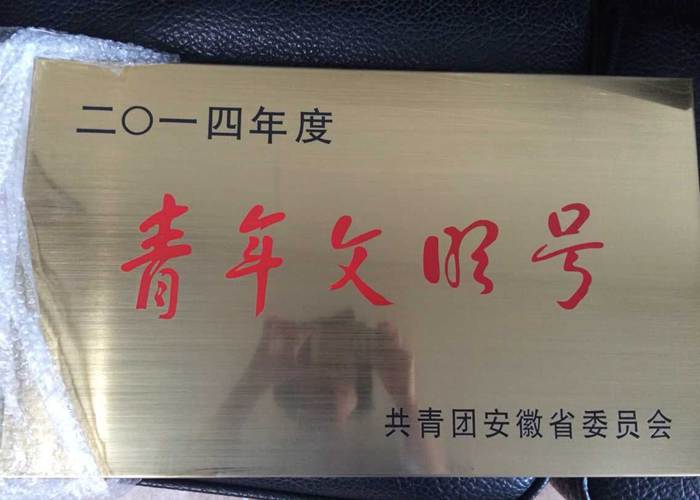 二〇一四年度
青年文明号
共青团安徽省委员会